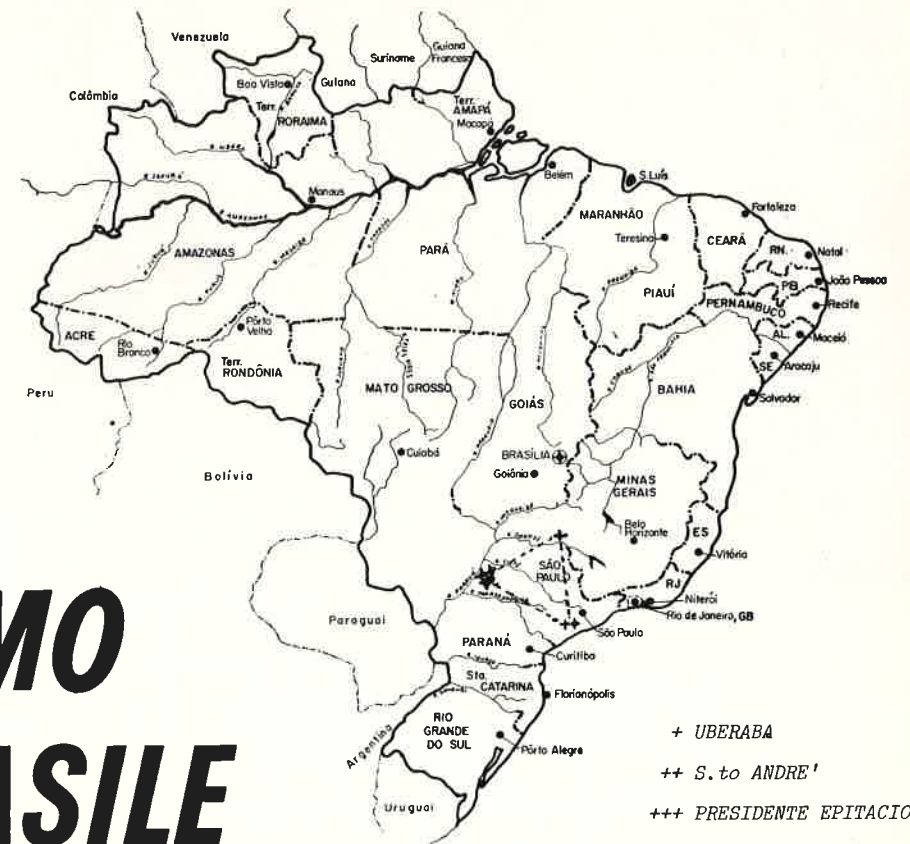 Venezuela
Guiana Francesa
Suriname
Guiana
Colômbia
Boa Vista
Terr. RORAIMA
Terr. AMAPÁ
Macapá
R. NEGRO
R. JAPURÁ
R. AMAZONAS
Manaus
Belém
S. Luís
MARANHÃO
Fortaleza
Teresina
CEARÁ
RN.
Natal
AMAZONAS
PARÁ
PB
João Pessoa
PIAUÍ
PERNAMBUCO
Recife
ACRE
Rio Branco
Pôrto Velho
Terr. RONDÔNIA
AL.
Maceió
SE
Aracaju
Peru
MATO GROSSO
GOIÁS
BAHIA
Salvador
Cuiabá
BRASÍLIA
Goiânia
Bolívia
MINAS GERAIS
Belo Horizonte
ES
Vitória
SÃO PAULO
RJ
Niterói
Rio de Janeiro, GB
São Paulo
Paraguai
PARANÁ
Curitiba
Sta. CATARINA
Florianópolis
RIO GRANDE DO SUL
Pôrto Alegre
Argentina
Uruguai
MO
ASILE
+ UBERABA
++ S.to ANDRE'
+++ PRESIDENTE EPITACIO